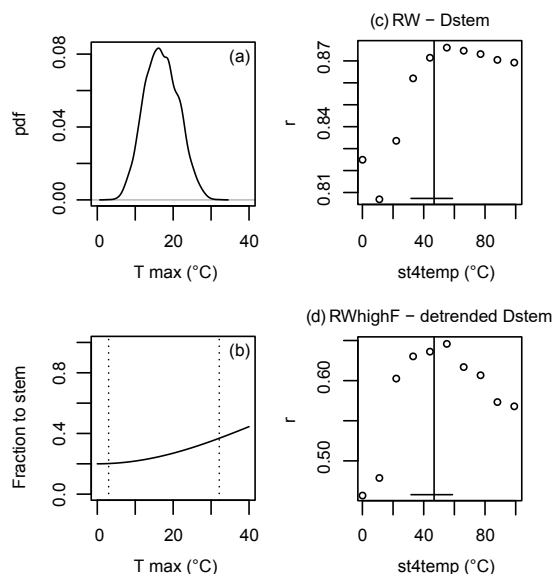 (a)
pdf
0.00 0.04 0.08
0 20 40
T max (°C)
(c) RW − Dstem
r
0.81 0.84 0.87
0 40 80
st4temp (°C)
(b)
Fraction to stem
0.0 0.4 0.8
0 20 40
T max (°C)
(d) RWhighF − detrended Dstem
r
0.50 0.60
0 40 80
st4temp (°C)